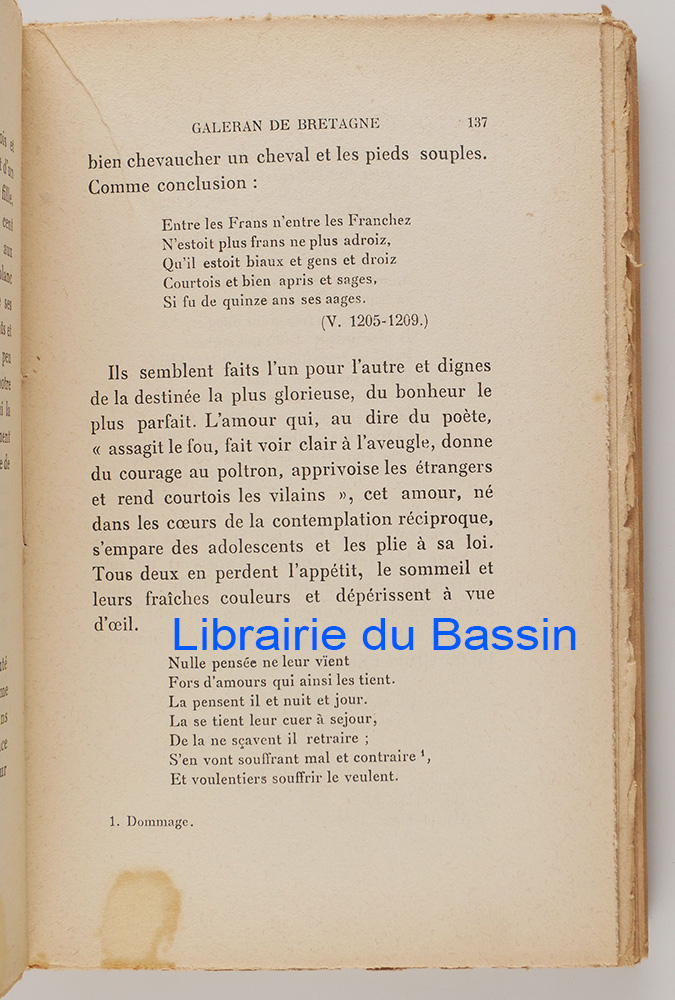 GALERAN DE BRETAGNE 137
bien chevaucher un cheval et les pieds souples.
Comme conclusion :
Entre les Frans n'entre les Franchez
N'estoit plus frans ne plus adroiz,
Qu'il estoit biaux et gens et droiz
Courtois et bien apris et sages,
Si fu de quinze ans ses aages.
(V. 1205-1209.)
Ils semblent faits l'un pour l'autre et dignes
de la destinée la plus glorieuse, du bonheur le
plus parfait. L'amour qui, au dire du poète,
« assagit le fou, fait voir clair à l'aveugle, donne
du courage au poltron, apprivoise les étrangers
et rend courtois les vilains », cet amour, né
dans les cœurs de la contemplation réciproque,
s'empare des adolescents et les plie à sa loi.
Tous deux en perdent l'appétit, le sommeil et
leurs fraîches couleurs et dépérissent à vue
d'œil.
Librairie du Bassin
Nulle pensée ne leur vïent
Fors d'amours qui ainsi les tient.
La pensent il et nuit et jour.
La se tient leur cuer à sejour,
De la ne sçavent il retraire ;
S'en vont souffrant mal et contraire ¹,
Et voulentiers souffrir le veulent.
1. Dommage.